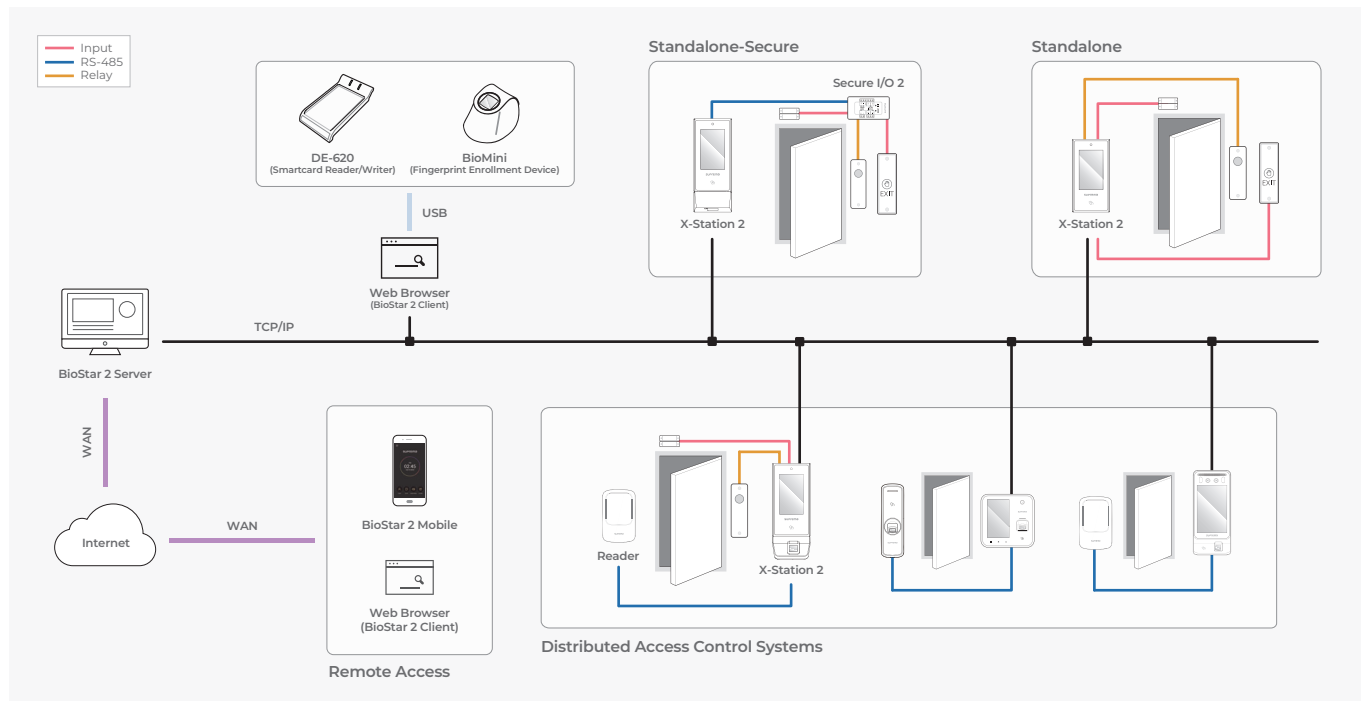 Input
RS-485
Relay
Standalone-Secure
Standalone
Secure I/O 2
DE-620
(Smartcard Reader/Writer)
BioMini
(Fingerprint Enrollment Device)
EXIT
EXIT
X-Station 2
X-Station 2
USB
Web Browser
(BioStar 2 Client)
TCP/IP
BioStar 2 Server
WAN
WAN
Internet
BioStar 2 Mobile
Web Browser
(BioStar 2 Client)
Remote Access
Reader
X-Station 2
Distributed Access Control Systems